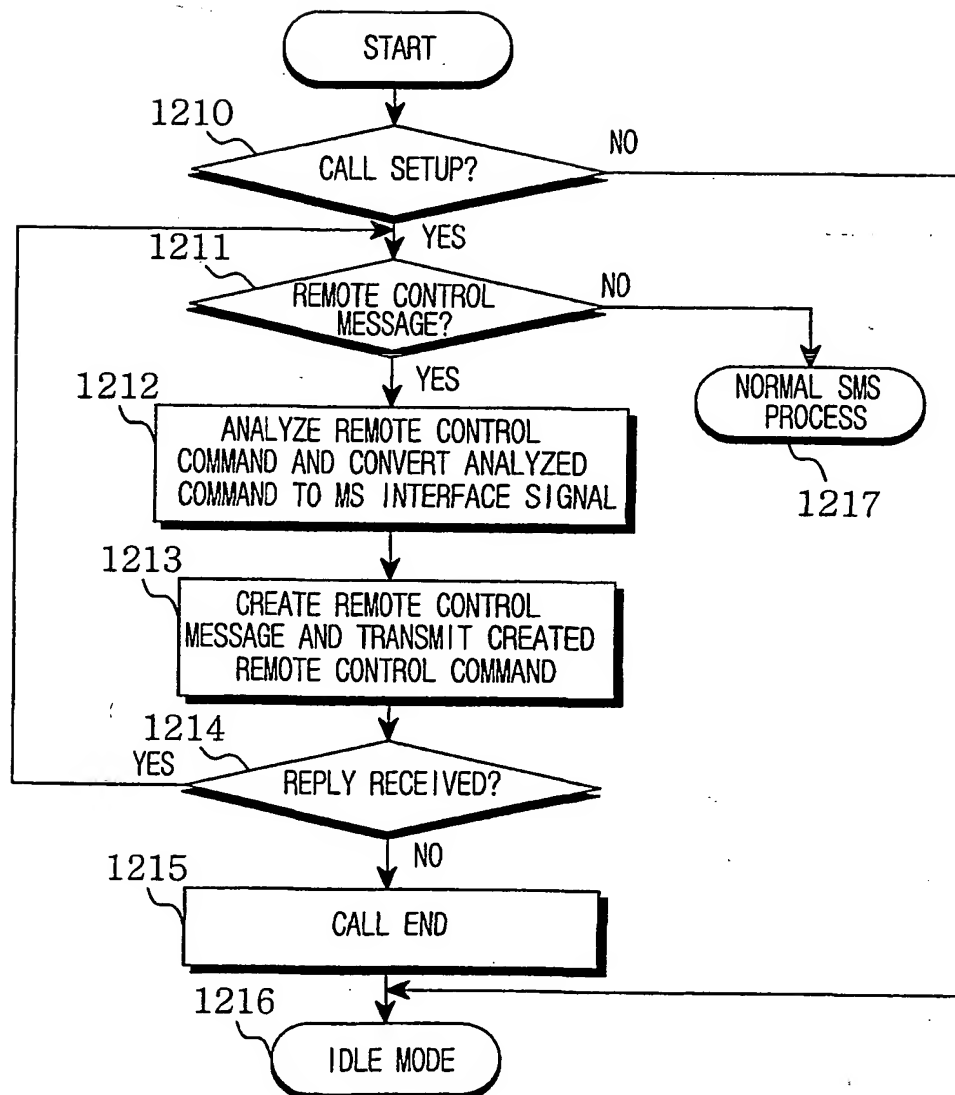 START
1210
CALL SETUP?
NO
YES
1211
REMOTE CONTROL
MESSAGE?
NO
YES
NORMAL SMS
PROCESS
1217
1212
ANALYZE REMOTE CONTROL
COMMAND AND CONVERT ANALYZED
COMMAND TO MS INTERFACE SIGNAL
1213
CREATE REMOTE CONTROL
MESSAGE AND TRANSMIT CREATED
REMOTE CONTROL COMMAND
1214
YES
REPLY RECEIVED?
NO
1215
CALL END
1216
IDLE MODE